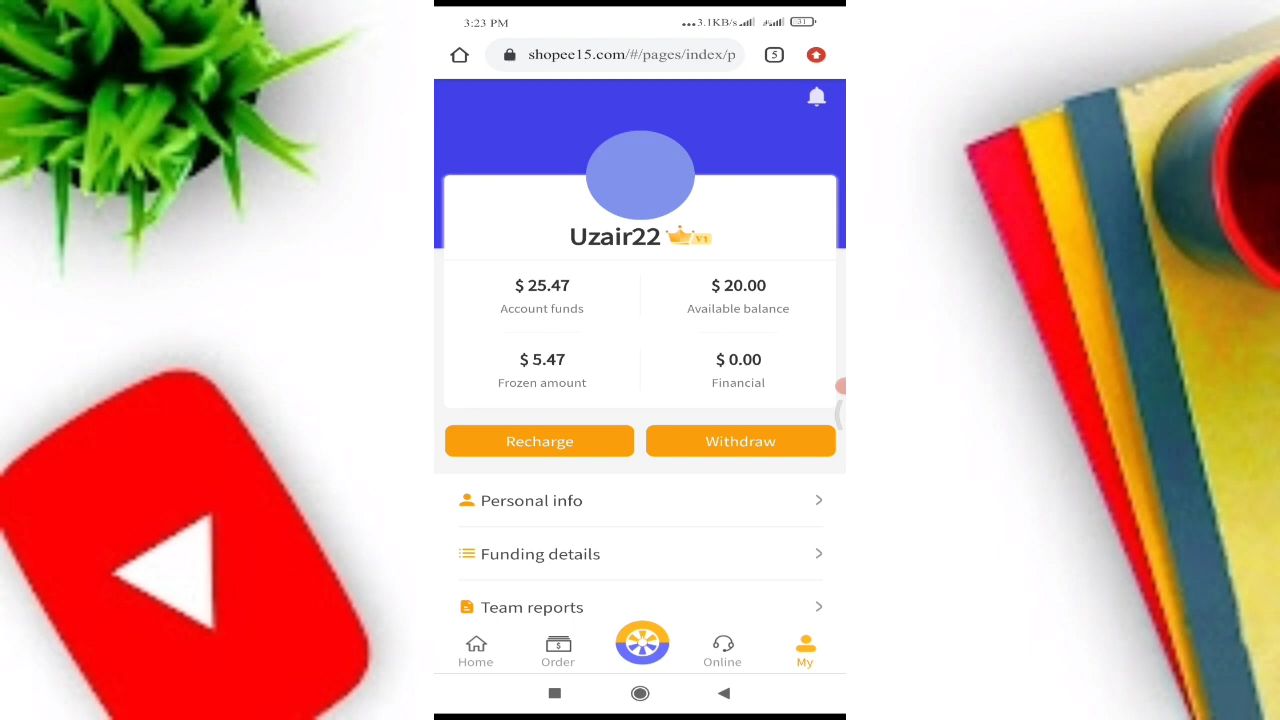 3:23 PM
3.1KB/s
31
shopee15.com/#/pages/index/p
5
Uzair22 V1
$ 25.47
$ 20.00
Account funds
Available balance
$ 5.47
$ 0.00
Frozen amount
Financial
Recharge
Withdraw
Personal info
Funding details
Team reports
Home
Order
Online
My